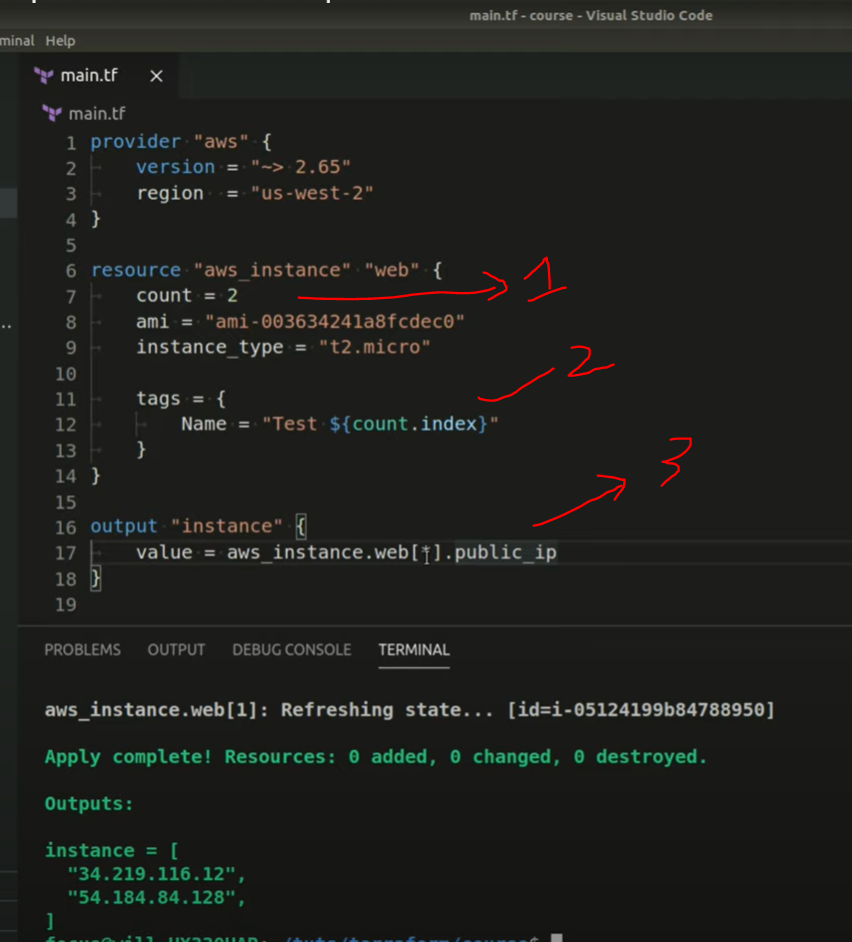 main.tf - course - Visual Studio Code
minal Help
main.tf ×
main.tf
1 provider "aws" {
2 version = "~> 2.65"
3 region = "us-west-2"
4 }
5
6 resource "aws_instance" "web" {
7 count = 2
1
8 ami = "ami-003634241a8fcdec0"
9 instance_type = "t2.micro"
2
10
11 tags = {
12 Name = "Test ${count.index}"
13 }
3
14 }
15
16 output "instance" {
17 value = aws_instance.web[*].public_ip
18 }
19
PROBLEMS OUTPUT DEBUG CONSOLE TERMINAL
aws_instance.web[1]: Refreshing state... [id=i-05124199b84788950]
Apply complete! Resources: 0 added, 0 changed, 0 destroyed.
Outputs:
instance = [
"34.219.116.12",
"54.184.84.128",
]